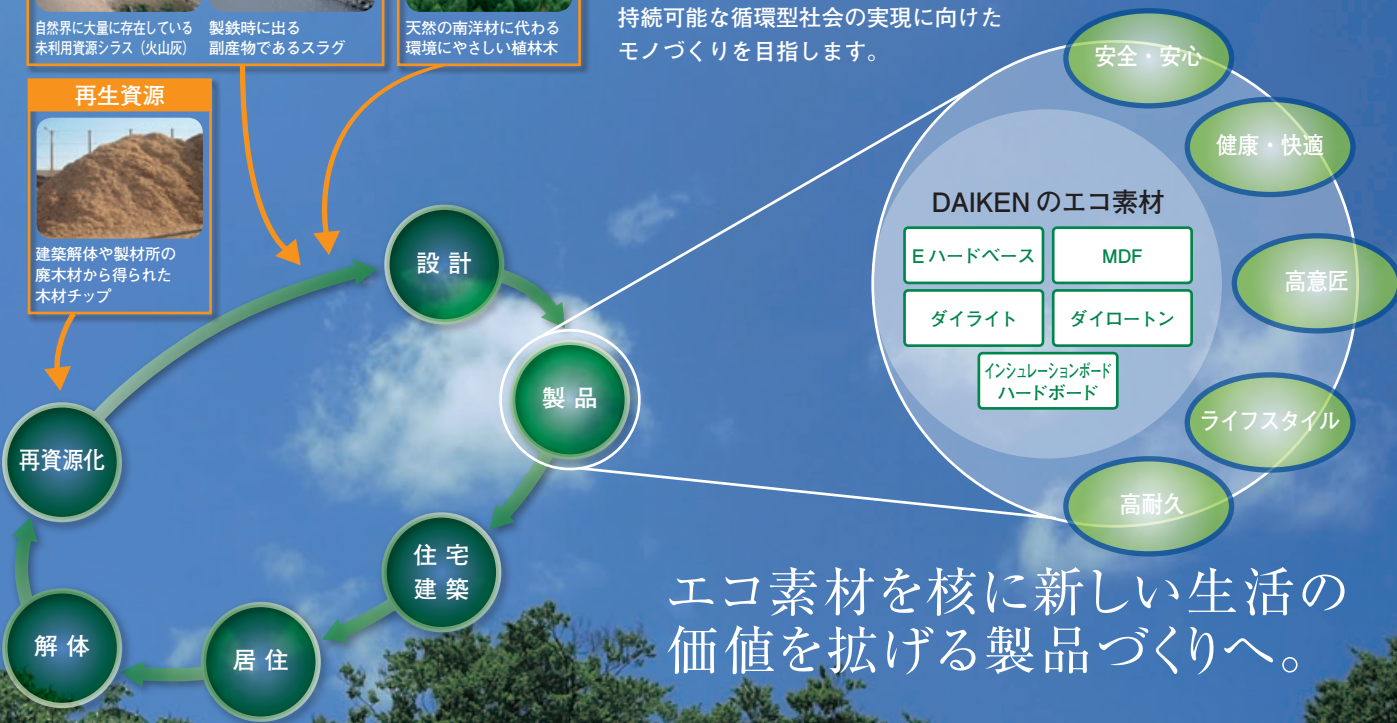 自然界に大量に存在している
未利用資源シラス（火山灰）
製鉄時に出る
副産物であるスラグ
天然の南洋材に代わる
環境にやさしい植林木
持続可能な循環型社会の実現に向けた
モノづくりを目指します。
再生資源
建築解体や製材所の
廃木材から得られた
木材チップ
設計
製品
住宅
建築
居住
解体
再資源化
DAIKENのエコ素材
Eハードベース
MDF
ダイライト
ダイロートン
インシュレーションボード
ハードボード
安全・安心
健康・快適
高意匠
ライフスタイル
高耐久
エコ素材を核に新しい生活の
価値を拡げる製品づくりへ。